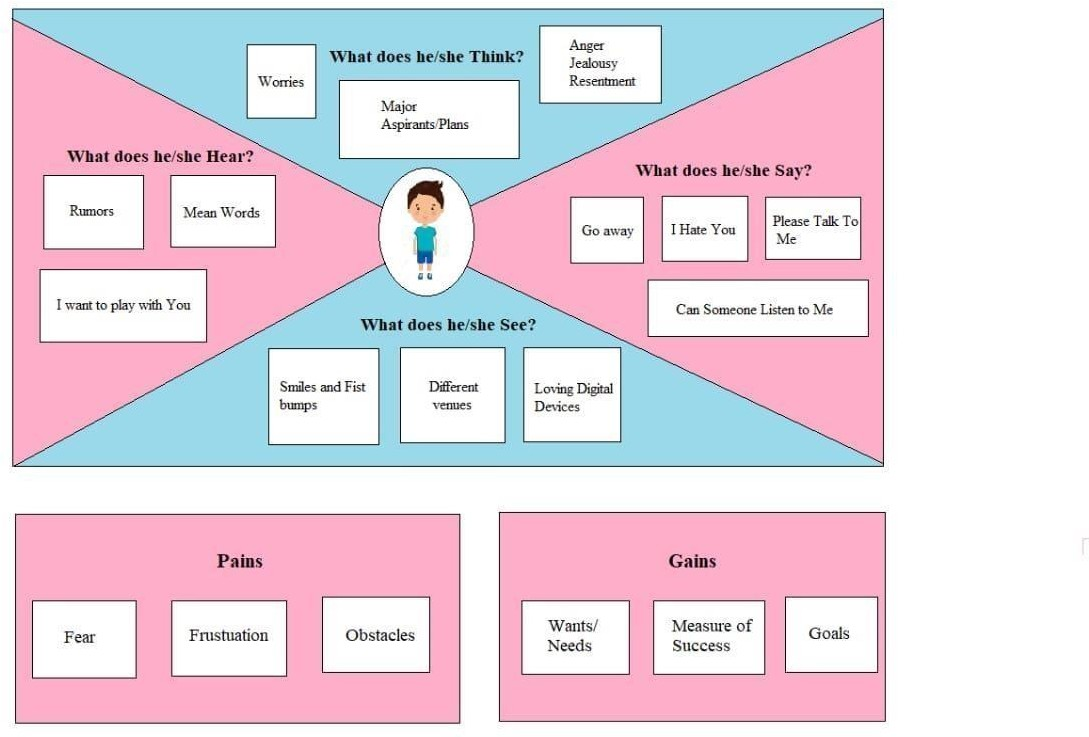 What does he/she Think?
Worries
Major
Aspirants/Plans
Anger
Jealousy
Resentment
What does he/she Hear?
Rumors
Mean Words
I want to play with You
What does he/she Say?
Go away
I Hate You
Please Talk To
Me
Can Someone Listen to Me
What does he/she See?
Smiles and Fist
bumps
Different
venues
Loving Digital
Devices
Pains
Fear
Frustuation
Obstacles
Gains
Wants/
Needs
Measure of
Success
Goals